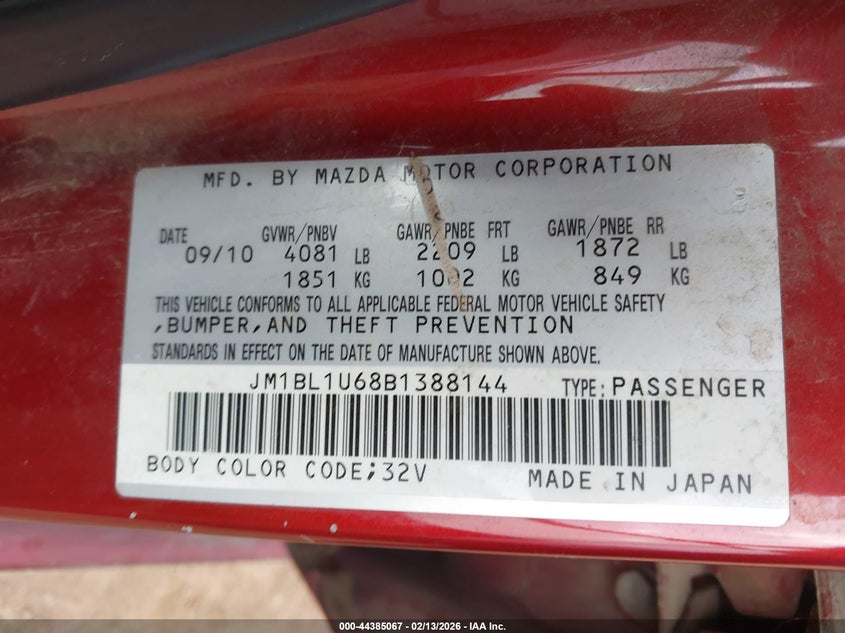 MFD. BY MAZDA MOTOR CORPORATION
DATE GVWR/PNBV GAWR/PNBE FRT GAWR/PNBE RR
09/10 4081 LB 2209 LB 1872 LB
1851 KG 1002 KG 849 KG
THIS VEHICLE CONFORMS TO ALL APPLICABLE FEDERAL MOTOR VEHICLE SAFETY
,BUMPER,AND THEFT PREVENTION
STANDARDS IN EFFECT ON THE DATE OF MANUFACTURE SHOWN ABOVE.
JM1BL1U68B1388144 TYPE: PASSENGER
BODY COLOR CODE;32V MADE IN JAPAN
000-44385067 - 02/13/2026 - IAA Inc.